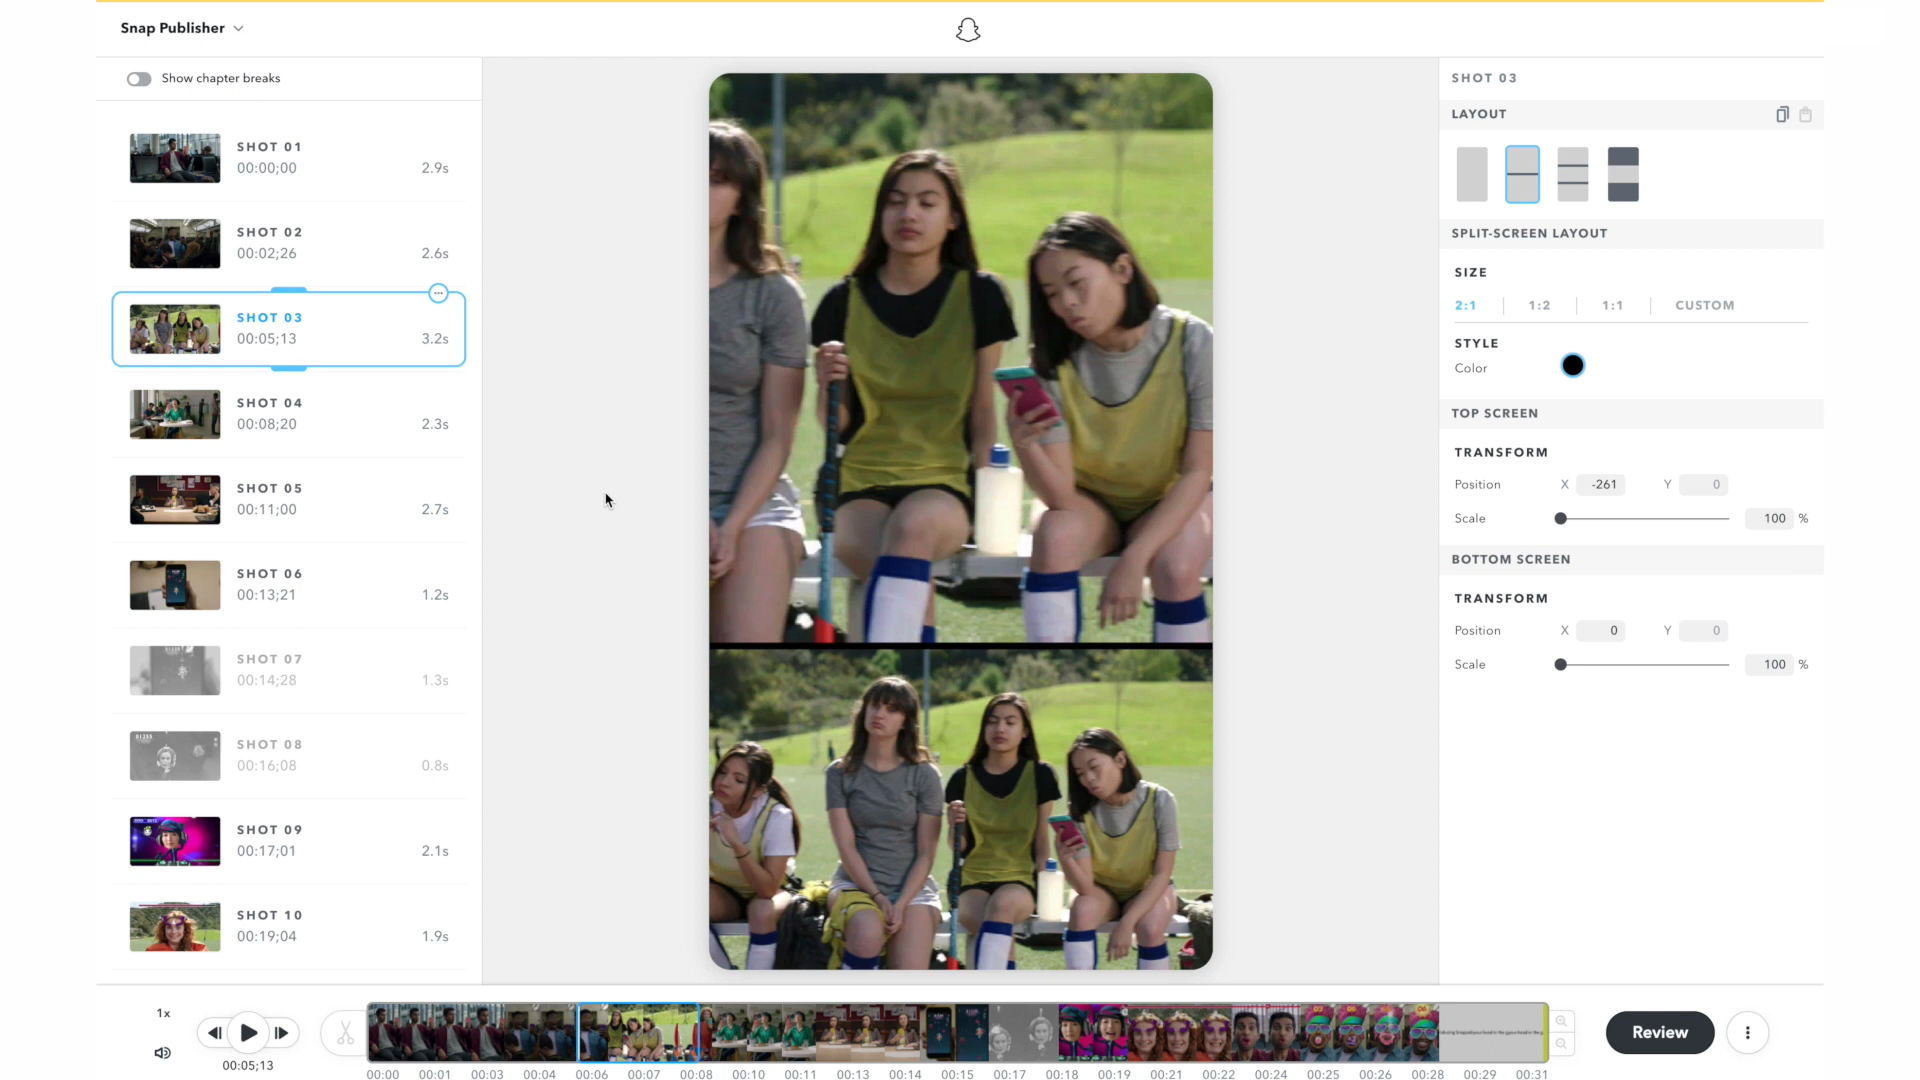 Snap Publisher
Show chapter breaks
SHOT 01
00:00;00 2.9s
SHOT 02
00:02;26 2.6s
SHOT 03
00:05;13 3.2s
SHOT 04
00:08;20 2.3s
SHOT 05
00:11;00 2.7s
SHOT 06
00:13;21 1.2s
SHOT 07
00:14;28 1.3s
SHOT 08
00:16;08 0.8s
SHOT 09
00:17;01 2.1s
SHOT 10
00:19;04 1.9s
SHOT 03
LAYOUT
SPLIT-SCREEN LAYOUT
SIZE
2:1 1:2 1:1 CUSTOM
STYLE
Color
TOP SCREEN
TRANSFORM
Position X -261 Y 0
Scale 100 %
BOTTOM SCREEN
TRANSFORM
Position X 0 Y 0
Scale 100 %
1x
00:05;13
Review
00:00 00:01 00:03 00:04 00:06 00:07 00:08 00:10 00:11 00:13 00:14 00:15 00:17 00:18 00:19 00:21 00:22 00:24 00:25 00:26 00:28 00:29 00:31